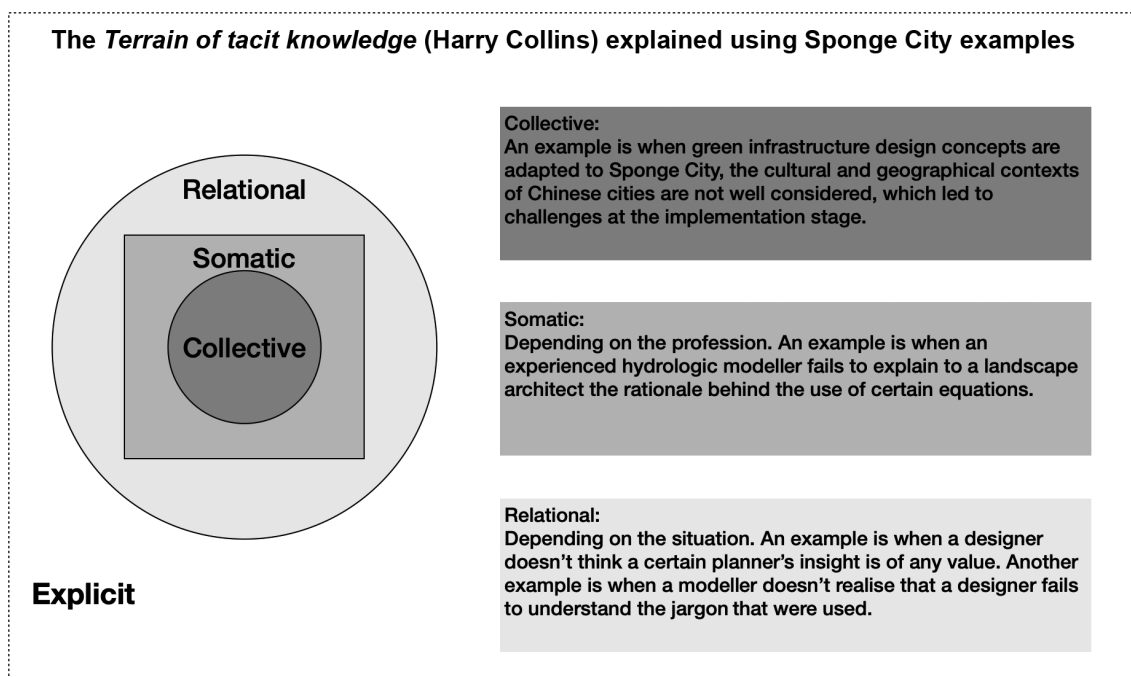 The Terrain of tacit knowledge (Harry Collins) explained using Sponge City examples
Relational
Somatic
Collective
Explicit
Collective:
An example is when green infrastructure design concepts are
adapted to Sponge City, the cultural and geographical contexts
of Chinese cities are not well considered, which led to
challenges at the implementation stage.
Somatic:
Depending on the profession. An example is when an
experienced hydrologic modeller fails to explain to a landscape
architect the rationale behind the use of certain equations.
Relational:
Depending on the situation. An example is when a designer
doesn’t think a certain planner’s insight is of any value. Another
example is when a modeller doesn’t realise that a designer fails
to understand the jargon that were used.